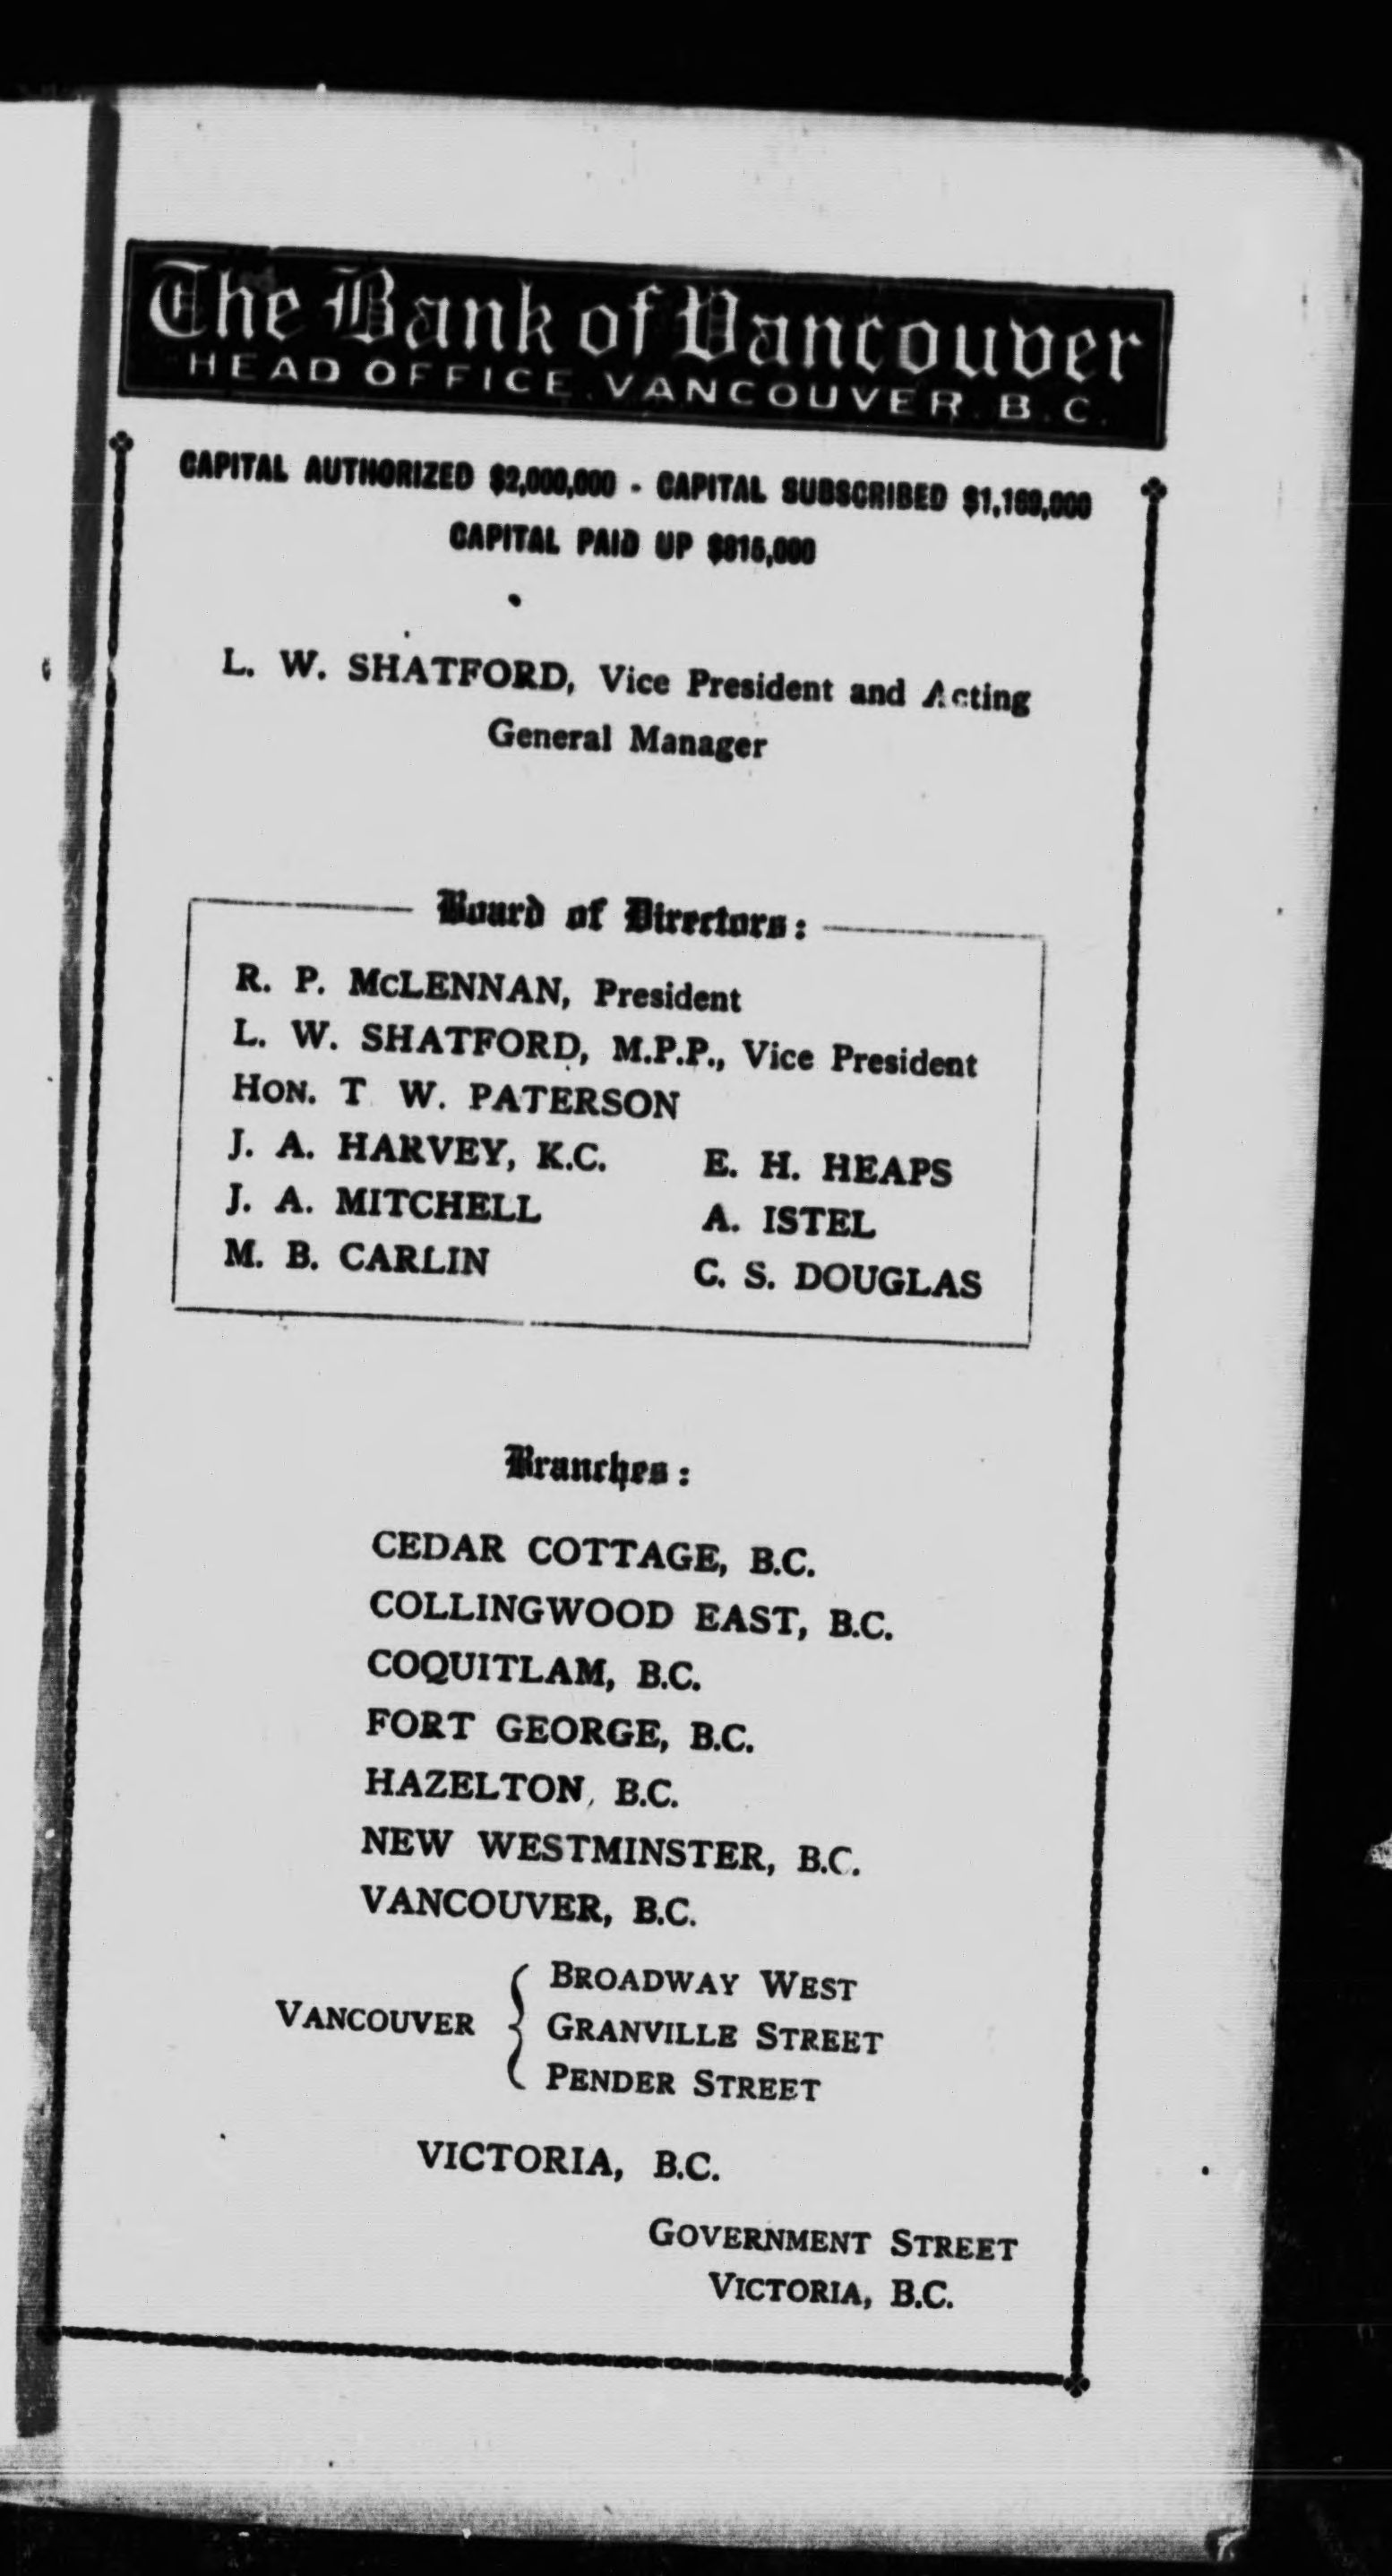 The Bank of Vancouver
HEAD OFFICE, VANCOUVER, B.C.
CAPITAL AUTHORIZED $2,000,000 - CAPITAL SUBSCRIBED $1,169,000
CAPITAL PAID UP $815,000
L. W. SHATFORD, Vice President and Acting
General Manager
Board of Directors:
R. P. McLENNAN, President
L. W. SHATFORD, M.P.P., Vice President
HON. T W. PATERSON
J. A. HARVEY, K.C. E. H. HEAPS
J. A. MITCHELL A. ISTEL
M. B. CARLIN C. S. DOUGLAS
Branches:
CEDAR COTTAGE, B.C.
COLLINGWOOD EAST, B.C.
COQUITLAM, B.C.
FORT GEORGE, B.C.
HAZELTON, B.C.
NEW WESTMINSTER, B.C.
VANCOUVER, B.C.
BROADWAY WEST
VANCOUVER { GRANVILLE STREET
PENDER STREET
VICTORIA, B.C.
GOVERNMENT STREET
VICTORIA, B.C.